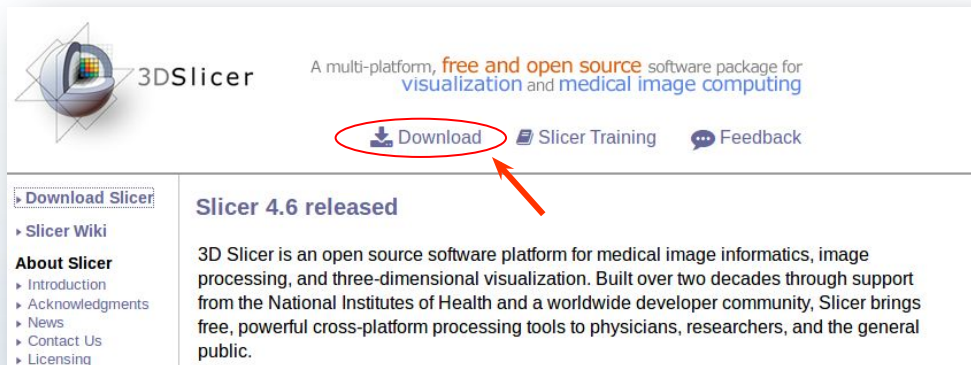 3DSlicer
A multi-platform, free and open source software package for
visualization and medical image computing
Download Slicer Training Feedback
Download Slicer
Slicer Wiki
About Slicer
Introduction
Acknowledgments
News
Contact Us
Licensing
Slicer 4.6 released
3D Slicer is an open source software platform for medical image informatics, image
processing, and three-dimensional visualization. Built over two decades through support
from the National Institutes of Health and a worldwide developer community, Slicer brings
free, powerful cross-platform processing tools to physicians, researchers, and the general
public.